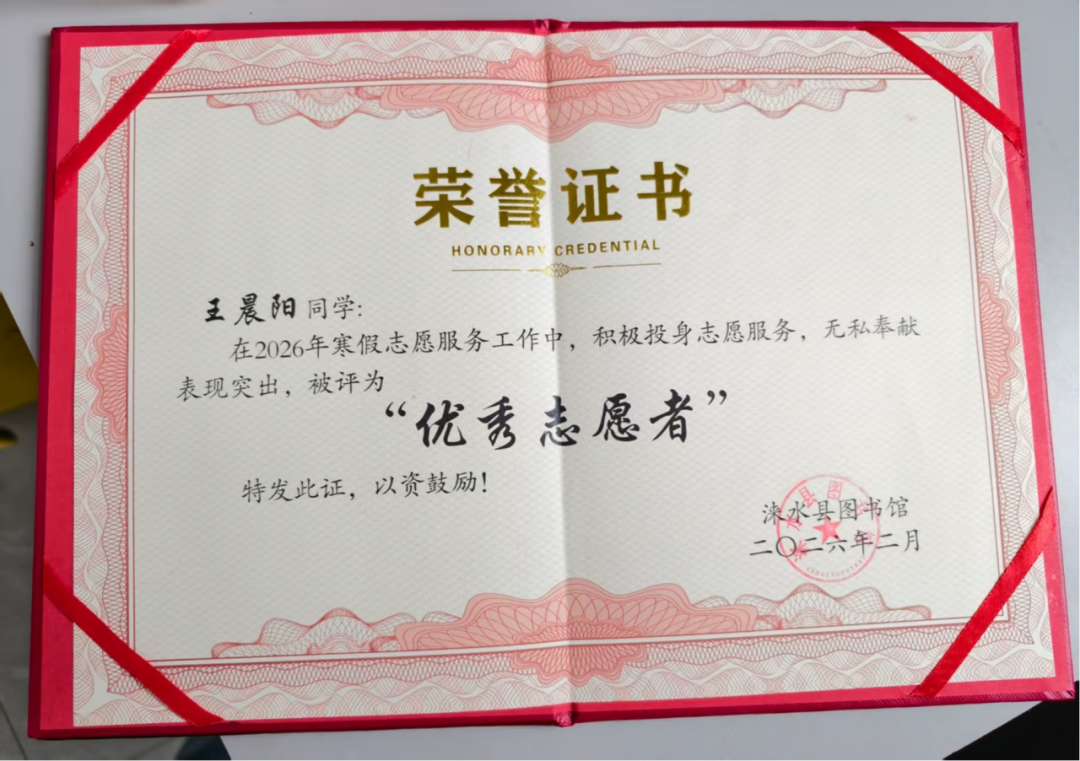 荣誉证书
HONORARY CREDENTIAL
王晨阳同学:
在2026年寒假志愿服务工作中，积极投身志愿服务，无私奉献
表现突出，被评为
“优秀志愿者”
特发此证，以资鼓励!
涞水县图书馆
二〇二六年二月